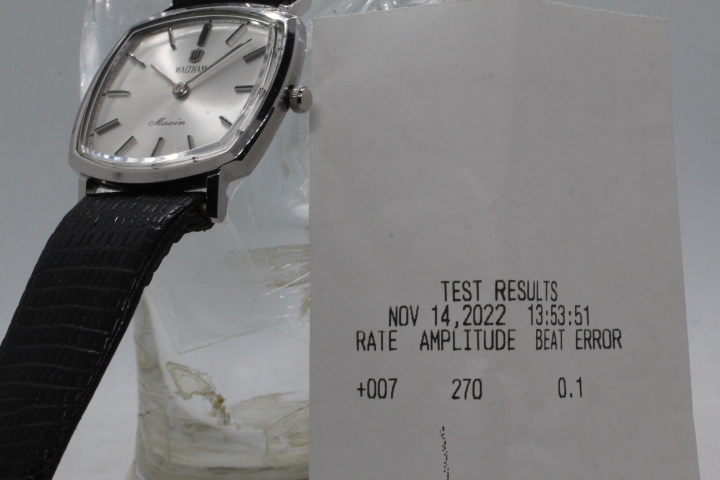 WALTHAM
Maxim
TEST RESULTS
NOV 14,2022 13:53:51
RATE AMPLITUDE BEAT ERROR
+007 270 0.1